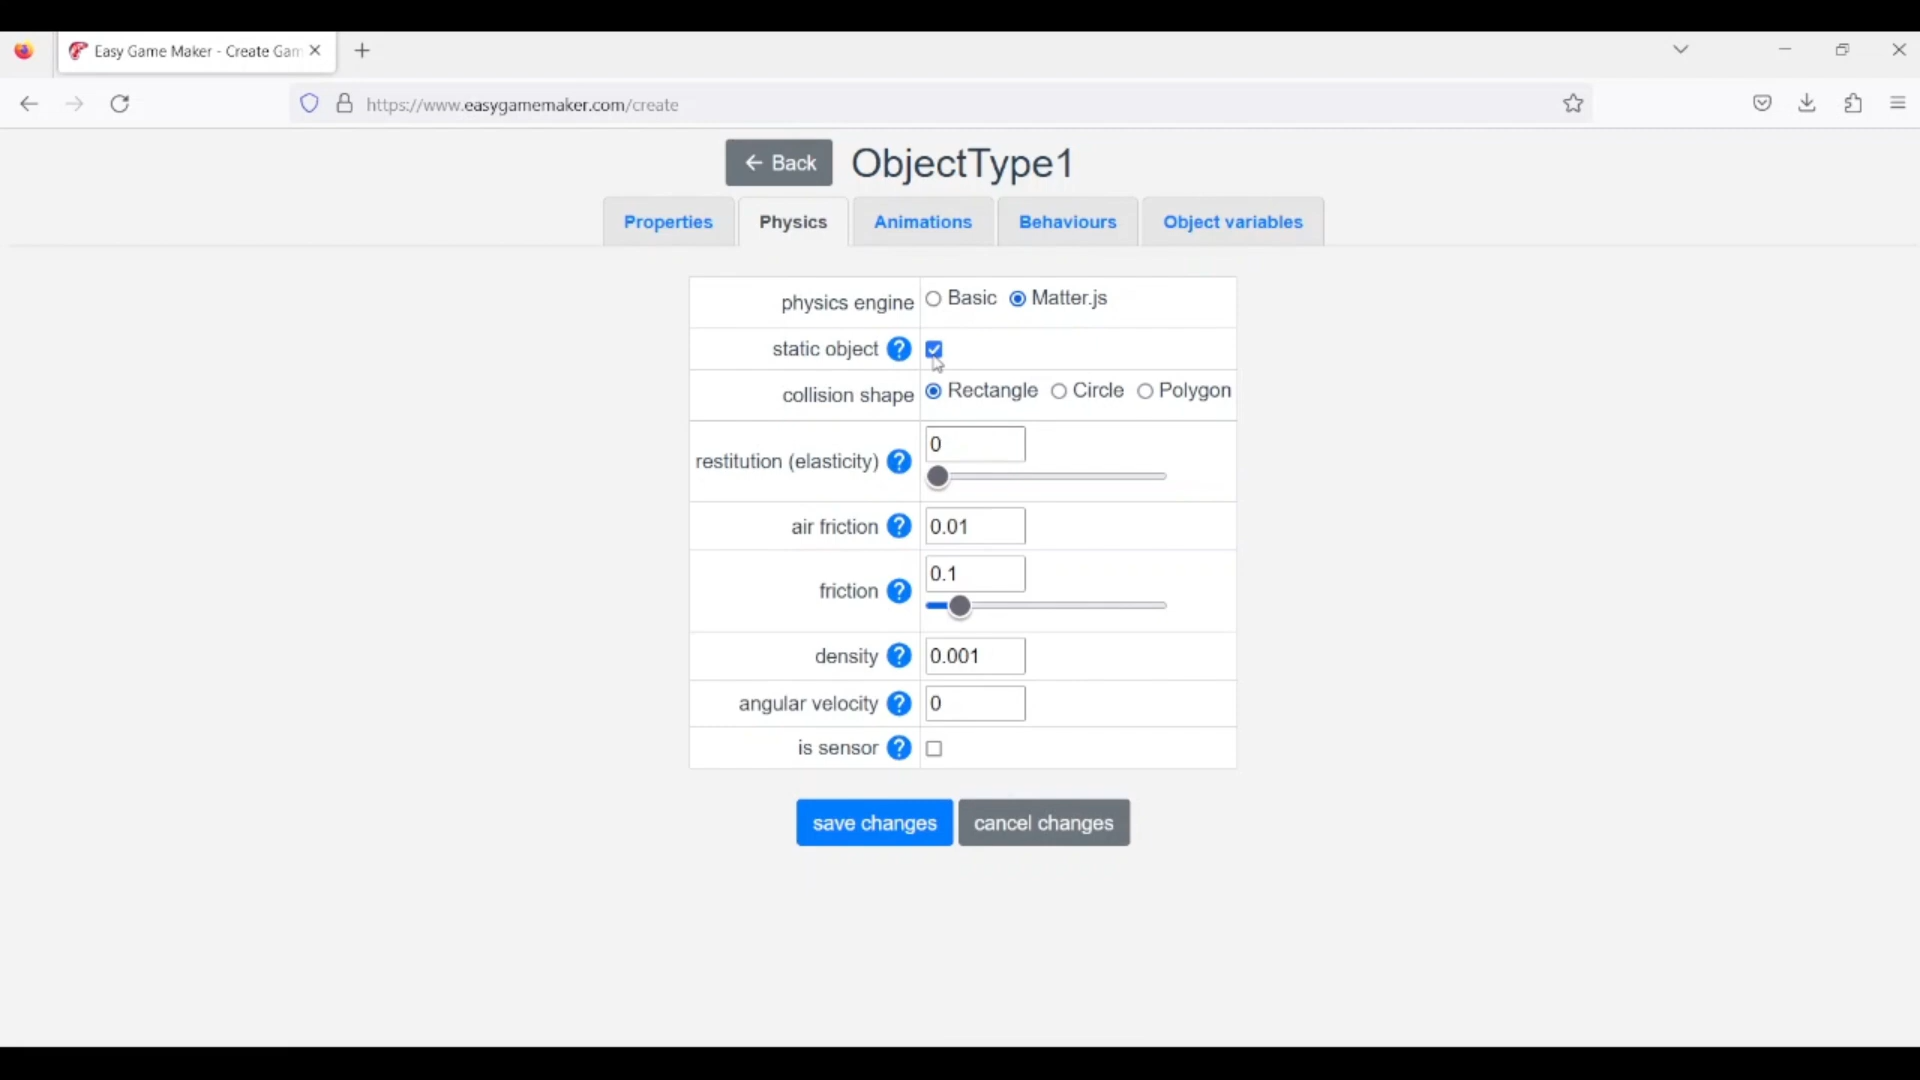 Easy Game Maker - Create Gam
https://www.easygamemaker.com/create
Back ObjectType1
Properties Physics Animations Behaviours Object variables
physics engine Basic Matter.js
static object ?
collision shape Rectangle Circle Polygon
restitution (elasticity) ? 0
air friction ? 0.01
friction ? 0.1
density ? 0.001
angular velocity ? 0
is sensor ?
save changes cancel changes